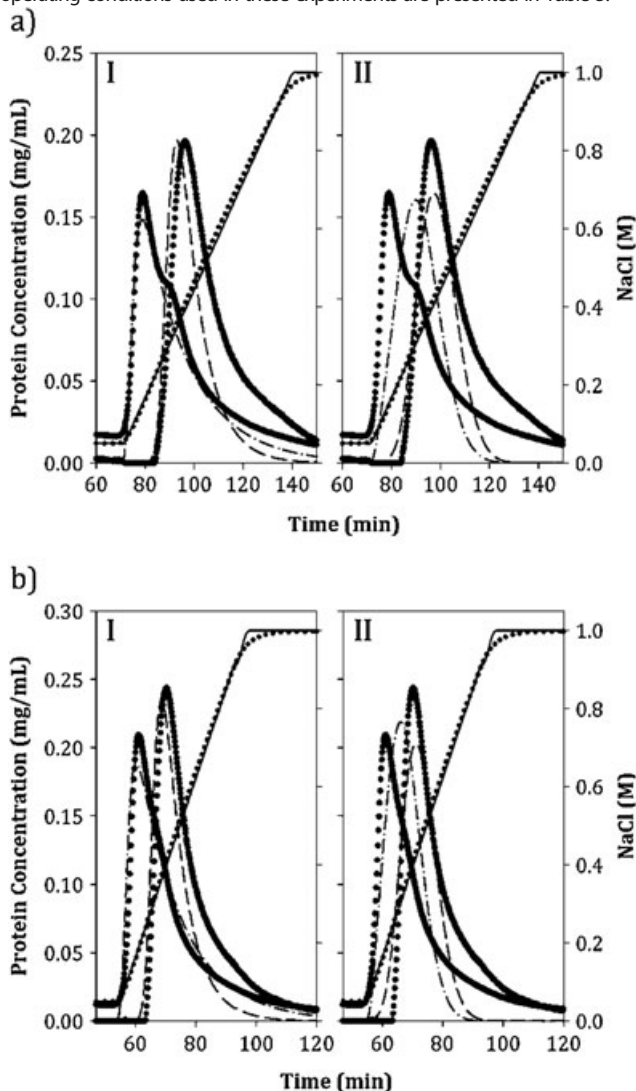 operating conditions used in these experiments are presented in Table 3.
a)
I II
0.25
0.20
0.15
0.10
0.05
0.00
Protein Concentration (mg/mL)
1.0
0.8
0.6
0.4
0.2
0.0
NaCl (M)
60 80 100 120 140 60 80 100 120 140
Time (min)
b)
I II
0.30
0.25
0.20
0.15
0.10
0.05
0.00
Protein Concentration (mg/mL)
1.0
0.8
0.6
0.4
0.2
0.0
NaCl (M)
60 80 100 120 60 80 100 120
Time (min)